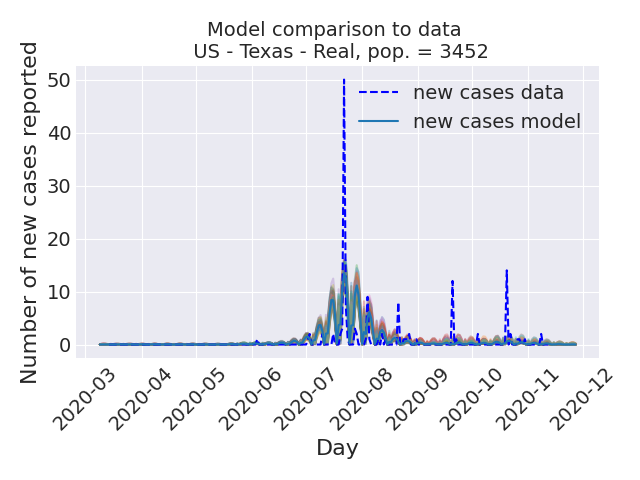 Model comparison to data
US - Texas - Real, pop. = 3452
Number of new cases reported
50
40
30
20
10
0
new cases data
new cases model
2020-03
2020-04
2020-05
2020-06
2020-07
2020-08
2020-09
2020-10
2020-11
2020-12
Day